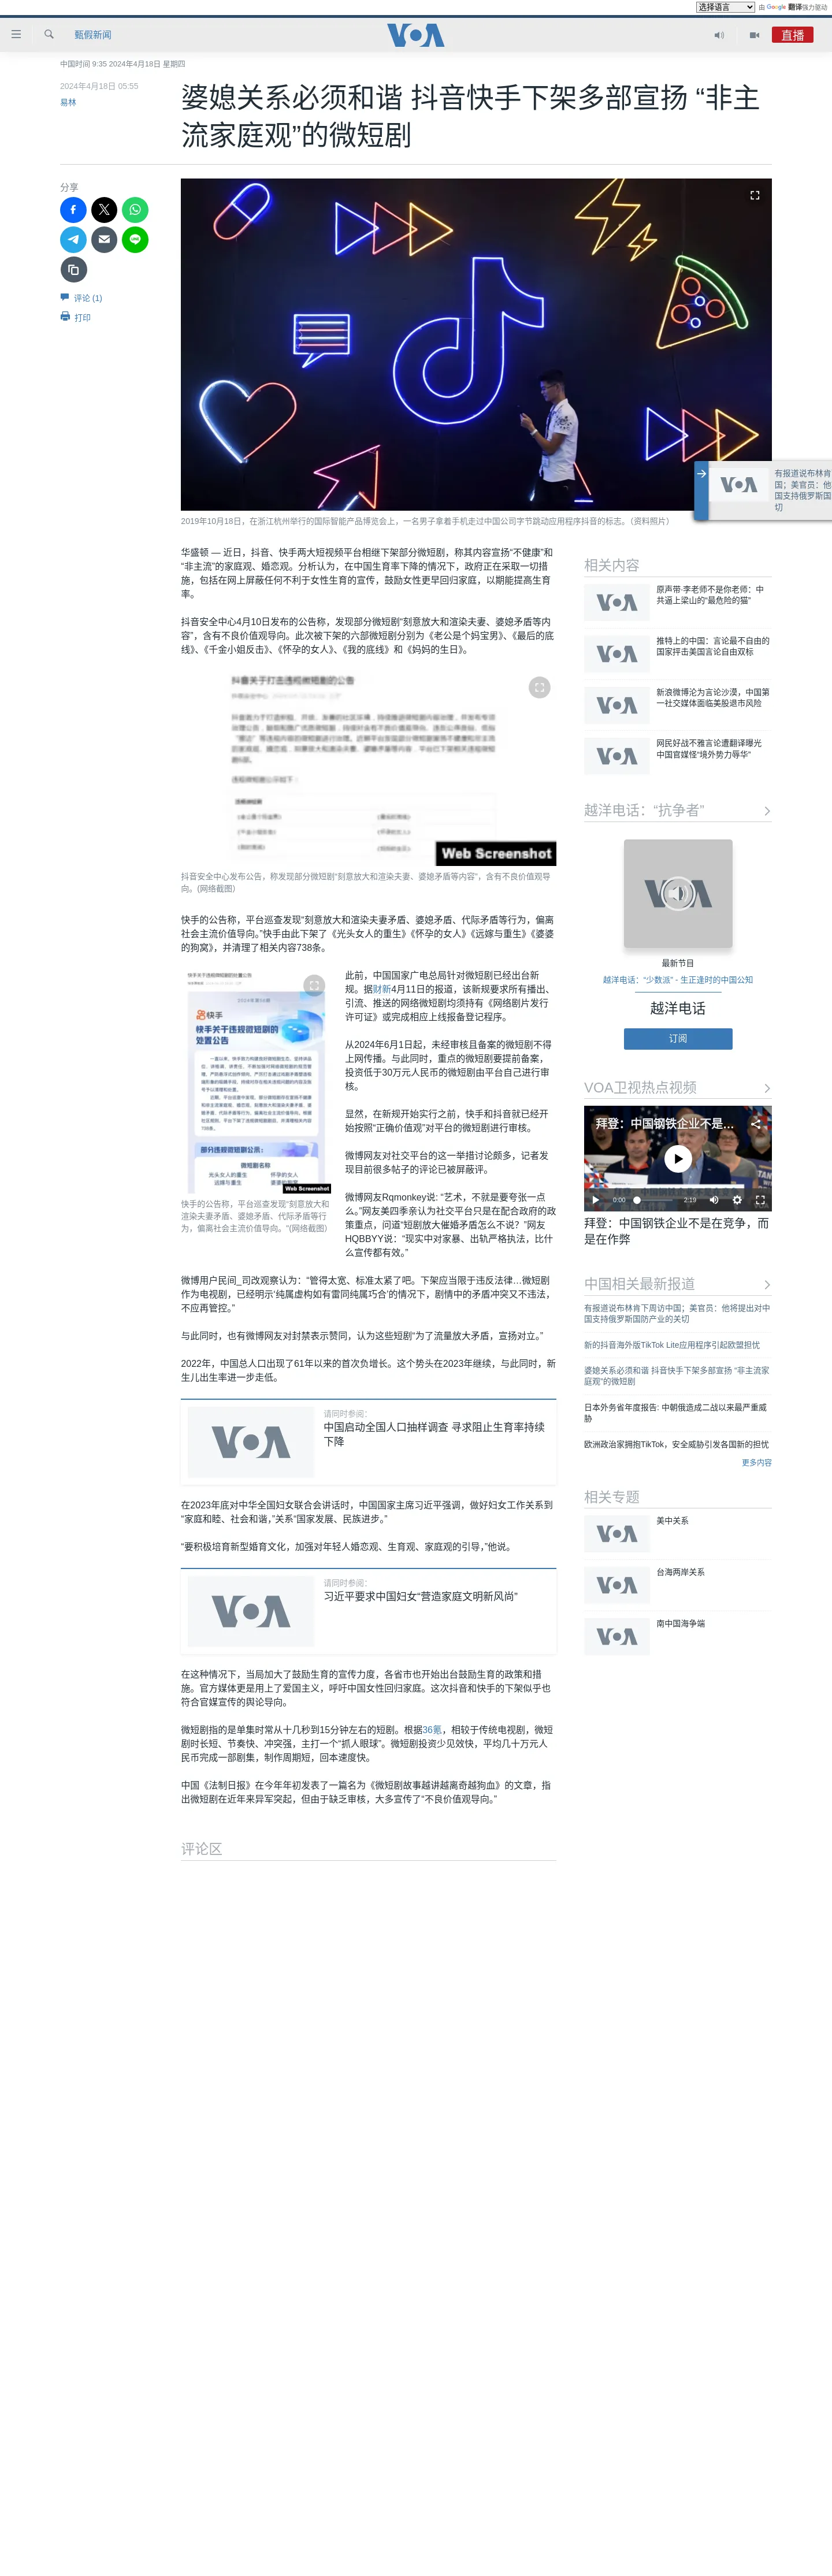 选择语言 由 Google 翻译强力驱动
甄假新闻
VOA
直播
中国时间 9:35 2024年4月18日 星期四
2024年4月18日 05:55
易林
婆媳关系必须和谐 抖音快手下架多部宣扬 “非主
流家庭观”的微短剧
分享
评论 (1)
打印
有报道说布林肯
国；美官员：他
国支持俄罗斯国
切
2019年10月18日，在浙江杭州举行的国际智能产品博览会上，一名男子拿着手机走过中国公司字节跳动应用程序抖音的标志。（资料照片）
华盛顿 — 近日，抖音、快手两大短视频平台相继下架部分微短剧，称其内容宣扬“不健康”和
“非主流”的家庭观、婚恋观。分析认为，在中国生育率下降的情况下，政府正在采取一切措
施，包括在网上屏蔽任何不利于女性生育的宣传，鼓励女性更早回归家庭，以期能提高生育
率。
抖音安全中心4月10日发布的公告称，发现部分微短剧“刻意放大和渲染夫妻、婆媳矛盾等内
容”，含有不良价值观导向。此次被下架的六部微短剧分别为《老公是个妈宝男》、《最后的底
线》、《千金小姐反击》、《怀孕的女人》、《我的底线》和《妈妈的生日》。
抖音关于打击违规微短剧的公告
Web Screenshot
抖音安全中心发布公告，称发现部分微短剧“刻意放大和渲染夫妻、婆媳矛盾等内容”，含有不良价值观导
向。（网络截图）
快手的公告称，平台巡查发现“刻意放大和渲染夫妻矛盾、婆媳矛盾、代际矛盾等行为，偏离
社会主流价值导向。”快手由此下架了《光头女人的重生》《怀孕的女人》《远嫁与重生》《婆婆
的狗窝》，并清理了相关内容738条。
快手
快手关于违规微短剧的
处置公告
部分违规微短剧公示:
微短剧名称
光头女人的重生 怀孕的女人
远嫁与重生
Web Screenshot
快手的公告称，平台巡查发现“刻意放大和
渲染夫妻矛盾、婆媳矛盾、代际矛盾等行
为，偏离社会主流价值导向。”（网络截图）
此前，中国国家广电总局针对微短剧已经出台新
规。据财新4月11日的报道，该新规要求所有播出、
引流、推送的网络微短剧均须持有《网络剧片发行
许可证》或完成相应上线报备登记程序。
从2024年6月1日起，未经审核且备案的微短剧不得
上网传播。与此同时，重点的微短剧要提前备案，
投资低于30万元人民币的微短剧由平台自己进行审
核。
显然，在新规开始实行之前，快手和抖音就已经开
始按照“正确价值观”对平台的微短剧进行审核。
微博网友对社交平台的这一举措讨论颇多，记者发
现目前很多帖子的评论已被屏蔽评。
微博网友Rqmonkey说: “艺术，不就是要夸张一点
么。”网友美四季亲认为社交平台只是在配合政府的政
策重点，问道“短剧放大催婚矛盾怎么不说？”网友
HQBBYY说：“现实中对家暴、出轨严格执法，比什
么宣传都有效。”
微博用户民间_司改观察认为：“管得太宽、标准太紧了吧。下架应当限于违反法律…微短剧
作为电视剧，已经明示‘纯属虚构如有雷同纯属巧合’的情况下，剧情中的矛盾冲突又不违法，
不应再管控。”
与此同时，也有微博网友对封禁表示赞同，认为这些短剧“为了流量放大矛盾，宣扬对立。”
2022年，中国总人口出现了61年以来的首次负增长。这个势头在2023年继续，与此同时，新
生儿出生率进一步走低。
VOA
请同时参阅：
中国启动全国人口抽样调查 寻求阻止生育率持续
下降
在2023年底对中华全国妇女联合会讲话时，中国国家主席习近平强调，做好妇女工作关系到
“家庭和睦、社会和谐，”关系“国家发展、民族进步。”
“要积极培育新型婚育文化，加强对年轻人婚恋观、生育观、家庭观的引导，”他说。
VOA
请同时参阅：
习近平要求中国妇女“营造家庭文明新风尚”
在这种情况下，当局加大了鼓励生育的宣传力度，各省市也开始出台鼓励生育的政策和措
施。官方媒体更是用上了爱国主义，呼吁中国女性回归家庭。这次抖音和快手的下架似乎也
符合官媒宣传的舆论导向。
微短剧指的是单集时常从十几秒到15分钟左右的短剧。根据36氪，相较于传统电视剧，微短
剧时长短、节奏快、冲突强，主打一个“抓人眼球”。微短剧投资少见效快，平均几十万元人
民币完成一部剧集，制作周期短，回本速度快。
中国《法制日报》在今年年初发表了一篇名为《微短剧故事越讲越离奇越狗血》的文章，指
出微短剧在近年来异军突起，但由于缺乏审核，大多宣传了“不良价值观导向。”
评论区
相关内容
原声带·李老师不是你老师：中
共逼上梁山的“最危险的猫”
推特上的中国：言论最不自由的
国家抨击美国言论自由双标
新浪微博沦为言论沙漠，中国第
一社交媒体面临美股退市风险
网民好战不雅言论遭翻译曝光
中国官媒怪“境外势力辱华”
越洋电话：“抗争者”
VOA
最新节目
越洋电话：“少数派” - 生正逢时的中国公知
越洋电话
订阅
VOA卫视热点视频
拜登：中国钢铁企业不是...
0:00 2:19
拜登：中国钢铁企业不是在竞争，而
是在作弊
中国相关最新报道
有报道说布林肯下周访中国；美官员：他将提出对中
国支持俄罗斯国防产业的关切
新的抖音海外版TikTok Lite应用程序引起欧盟担忧
婆媳关系必须和谐 抖音快手下架多部宣扬 “非主流家
庭观”的微短剧
日本外务省年度报告: 中朝俄造成二战以来最严重威
胁
欧洲政治家拥抱TikTok，安全威胁引发各国新的担忧
更多内容
相关专题
美中关系
台海两岸关系
南中国海争端